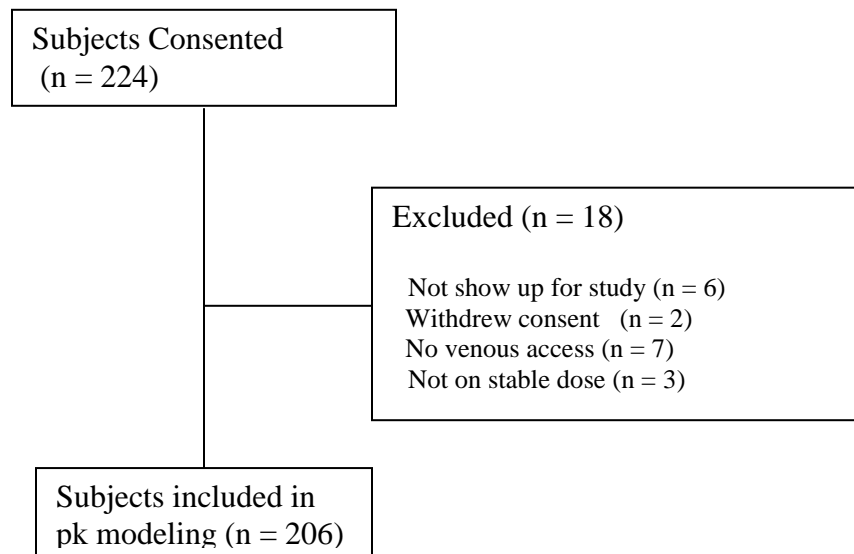 Subjects Consented
(n = 224)
Excluded (n = 18)
Not show up for study (n = 6)
Withdrew consent (n = 2)
No venous access (n = 7)
Not on stable dose (n = 3)
Subjects included in
pk modeling (n = 206)